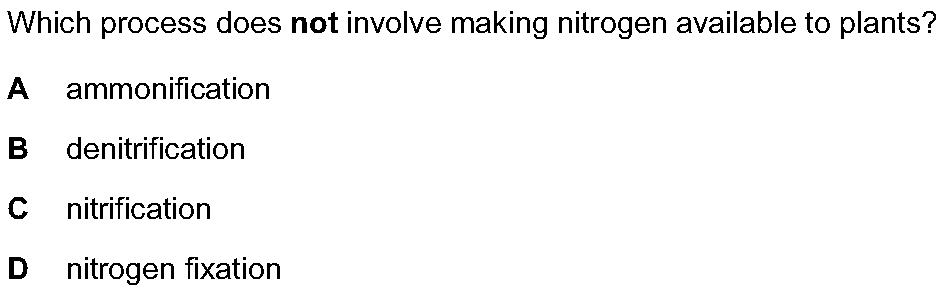 Which process does not involve making nitrogen available to plants?
A ammonification
B denitrification
C nitrification
D nitrogen fixation